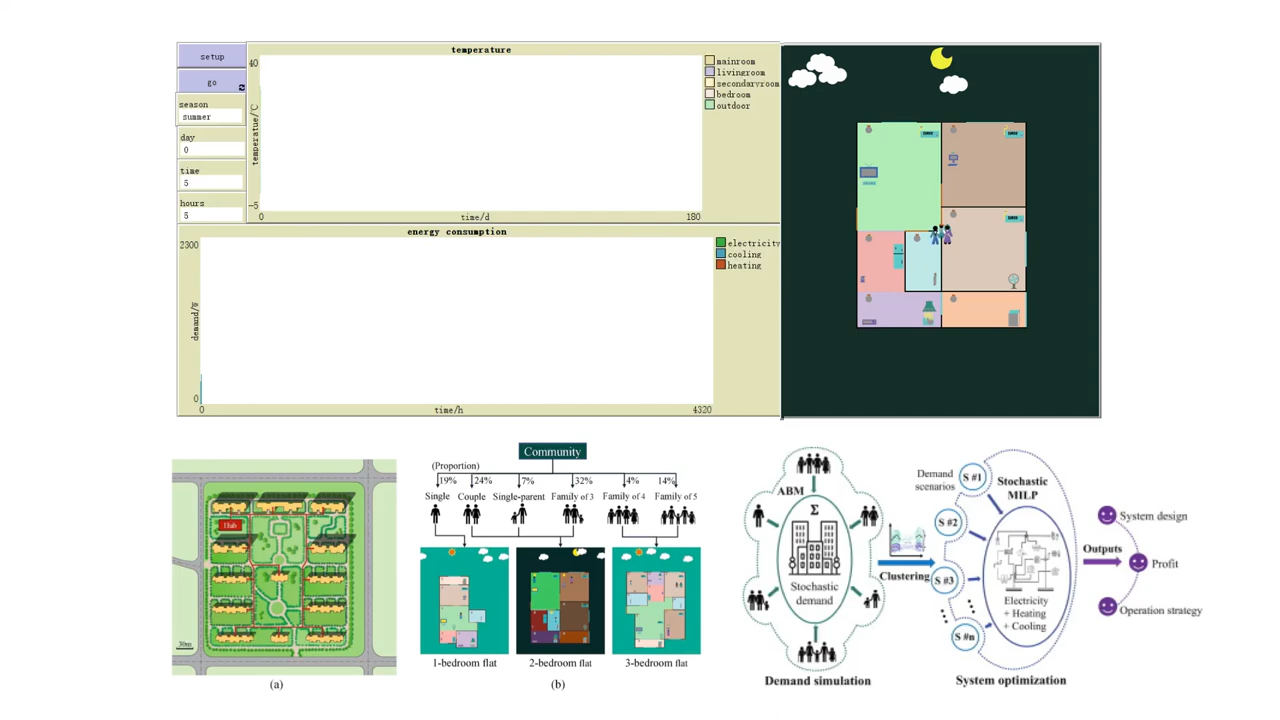 setup
go
season
summer
day
0
time
5
hours
5
temperature
40
temperatue/℃
-5
0
time/d
180
mainroom
livingroom
secondaryroom
bedroom
outdoor
energy consumption
2300
demand/w
0
0
time/h
4320
electricity
cooling
heating
Hub
30m
(a)
Community
(Proportion)
19% 24% 7% 32% 4% 14%
Single Couple Single-parent Family of 3 Family of 4 Family of 5
1-bedroom flat 2-bedroom flat 3-bedroom flat
(b)
ABM
Σ
Stochastic
demand
Demand simulation
Clustering
Demand
scenarios
S #1
S #2
S #3
S #n
Stochastic
MILP
Electricity
+ Heating
+ Cooling
System optimization
Outputs
System design
Profit
Operation strategy